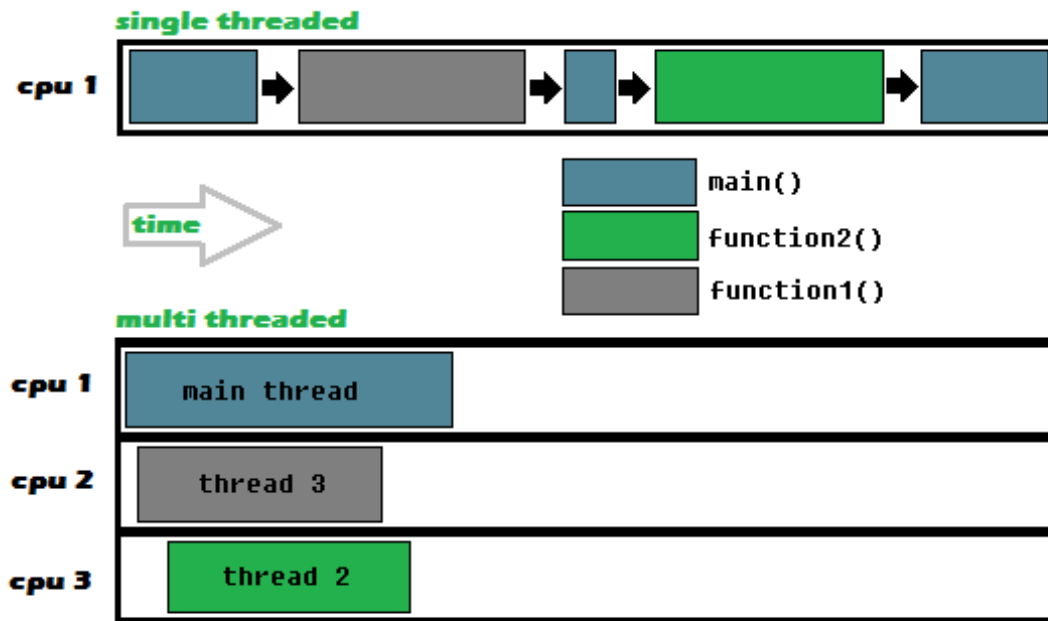 single threaded
cpu 1
time
main()
function2()
function1()
multi threaded
cpu 1
main thread
cpu 2
thread 3
cpu 3
thread 2